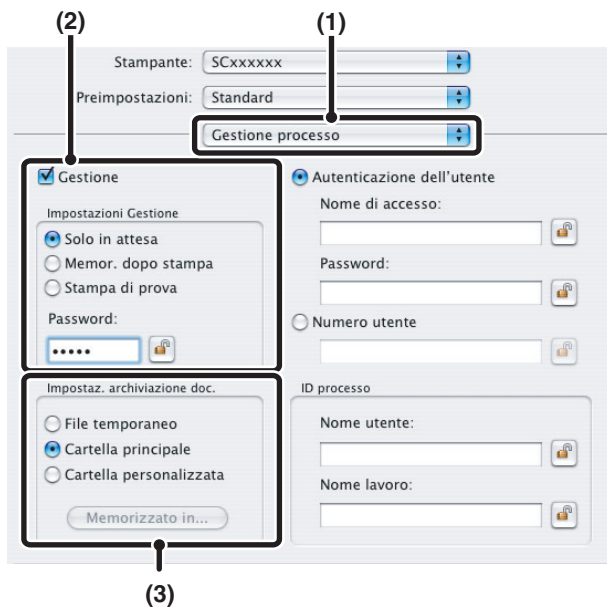 (2)
(1)
Stampante: SCxxxxxx
Preimpostazioni: Standard
Gestione processo
Gestione
Impostazioni Gestione
Solo in attesa
Memor. dopo stampa
Stampa di prova
Password:
•••••
Autenticazione dell'utente
Nome di accesso:
Password:
Numero utente
Impostaz. archiviazione doc.
File temporaneo
Cartella principale
Cartella personalizzata
Memorizzato in...
ID processo
Nome utente:
Nome lavoro:
(3)